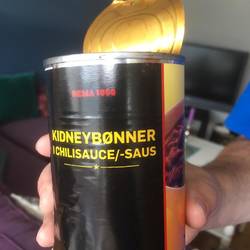 REMA 1000
KIDNEYBØNNER
I CHILISAUCE/-SAUS